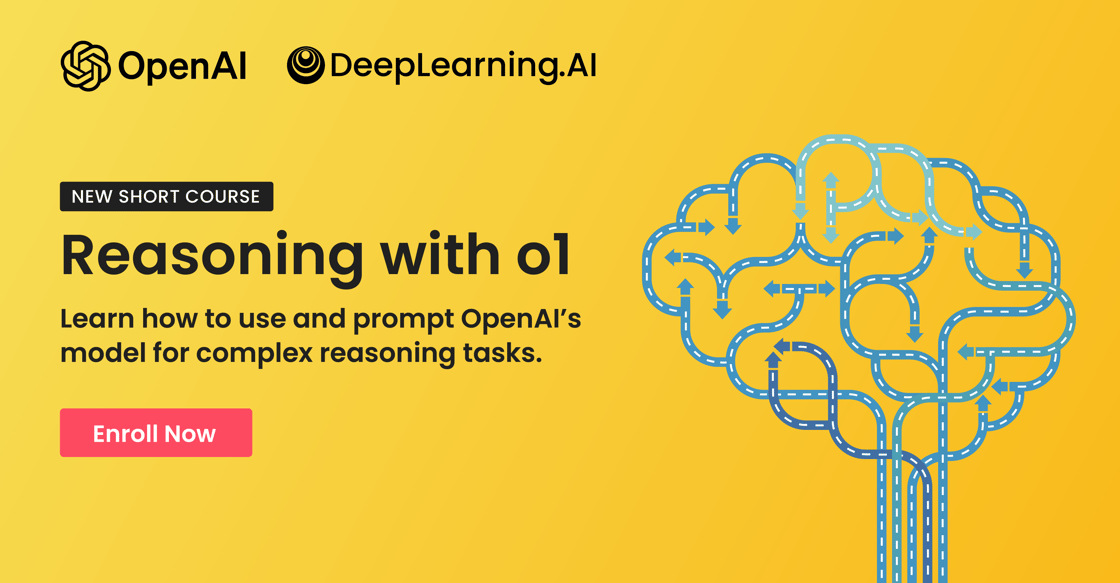 OpenAI DeepLearning.AI
NEW SHORT COURSE
Reasoning with o1
Learn how to use and prompt OpenAI’s
model for complex reasoning tasks.
Enroll Now